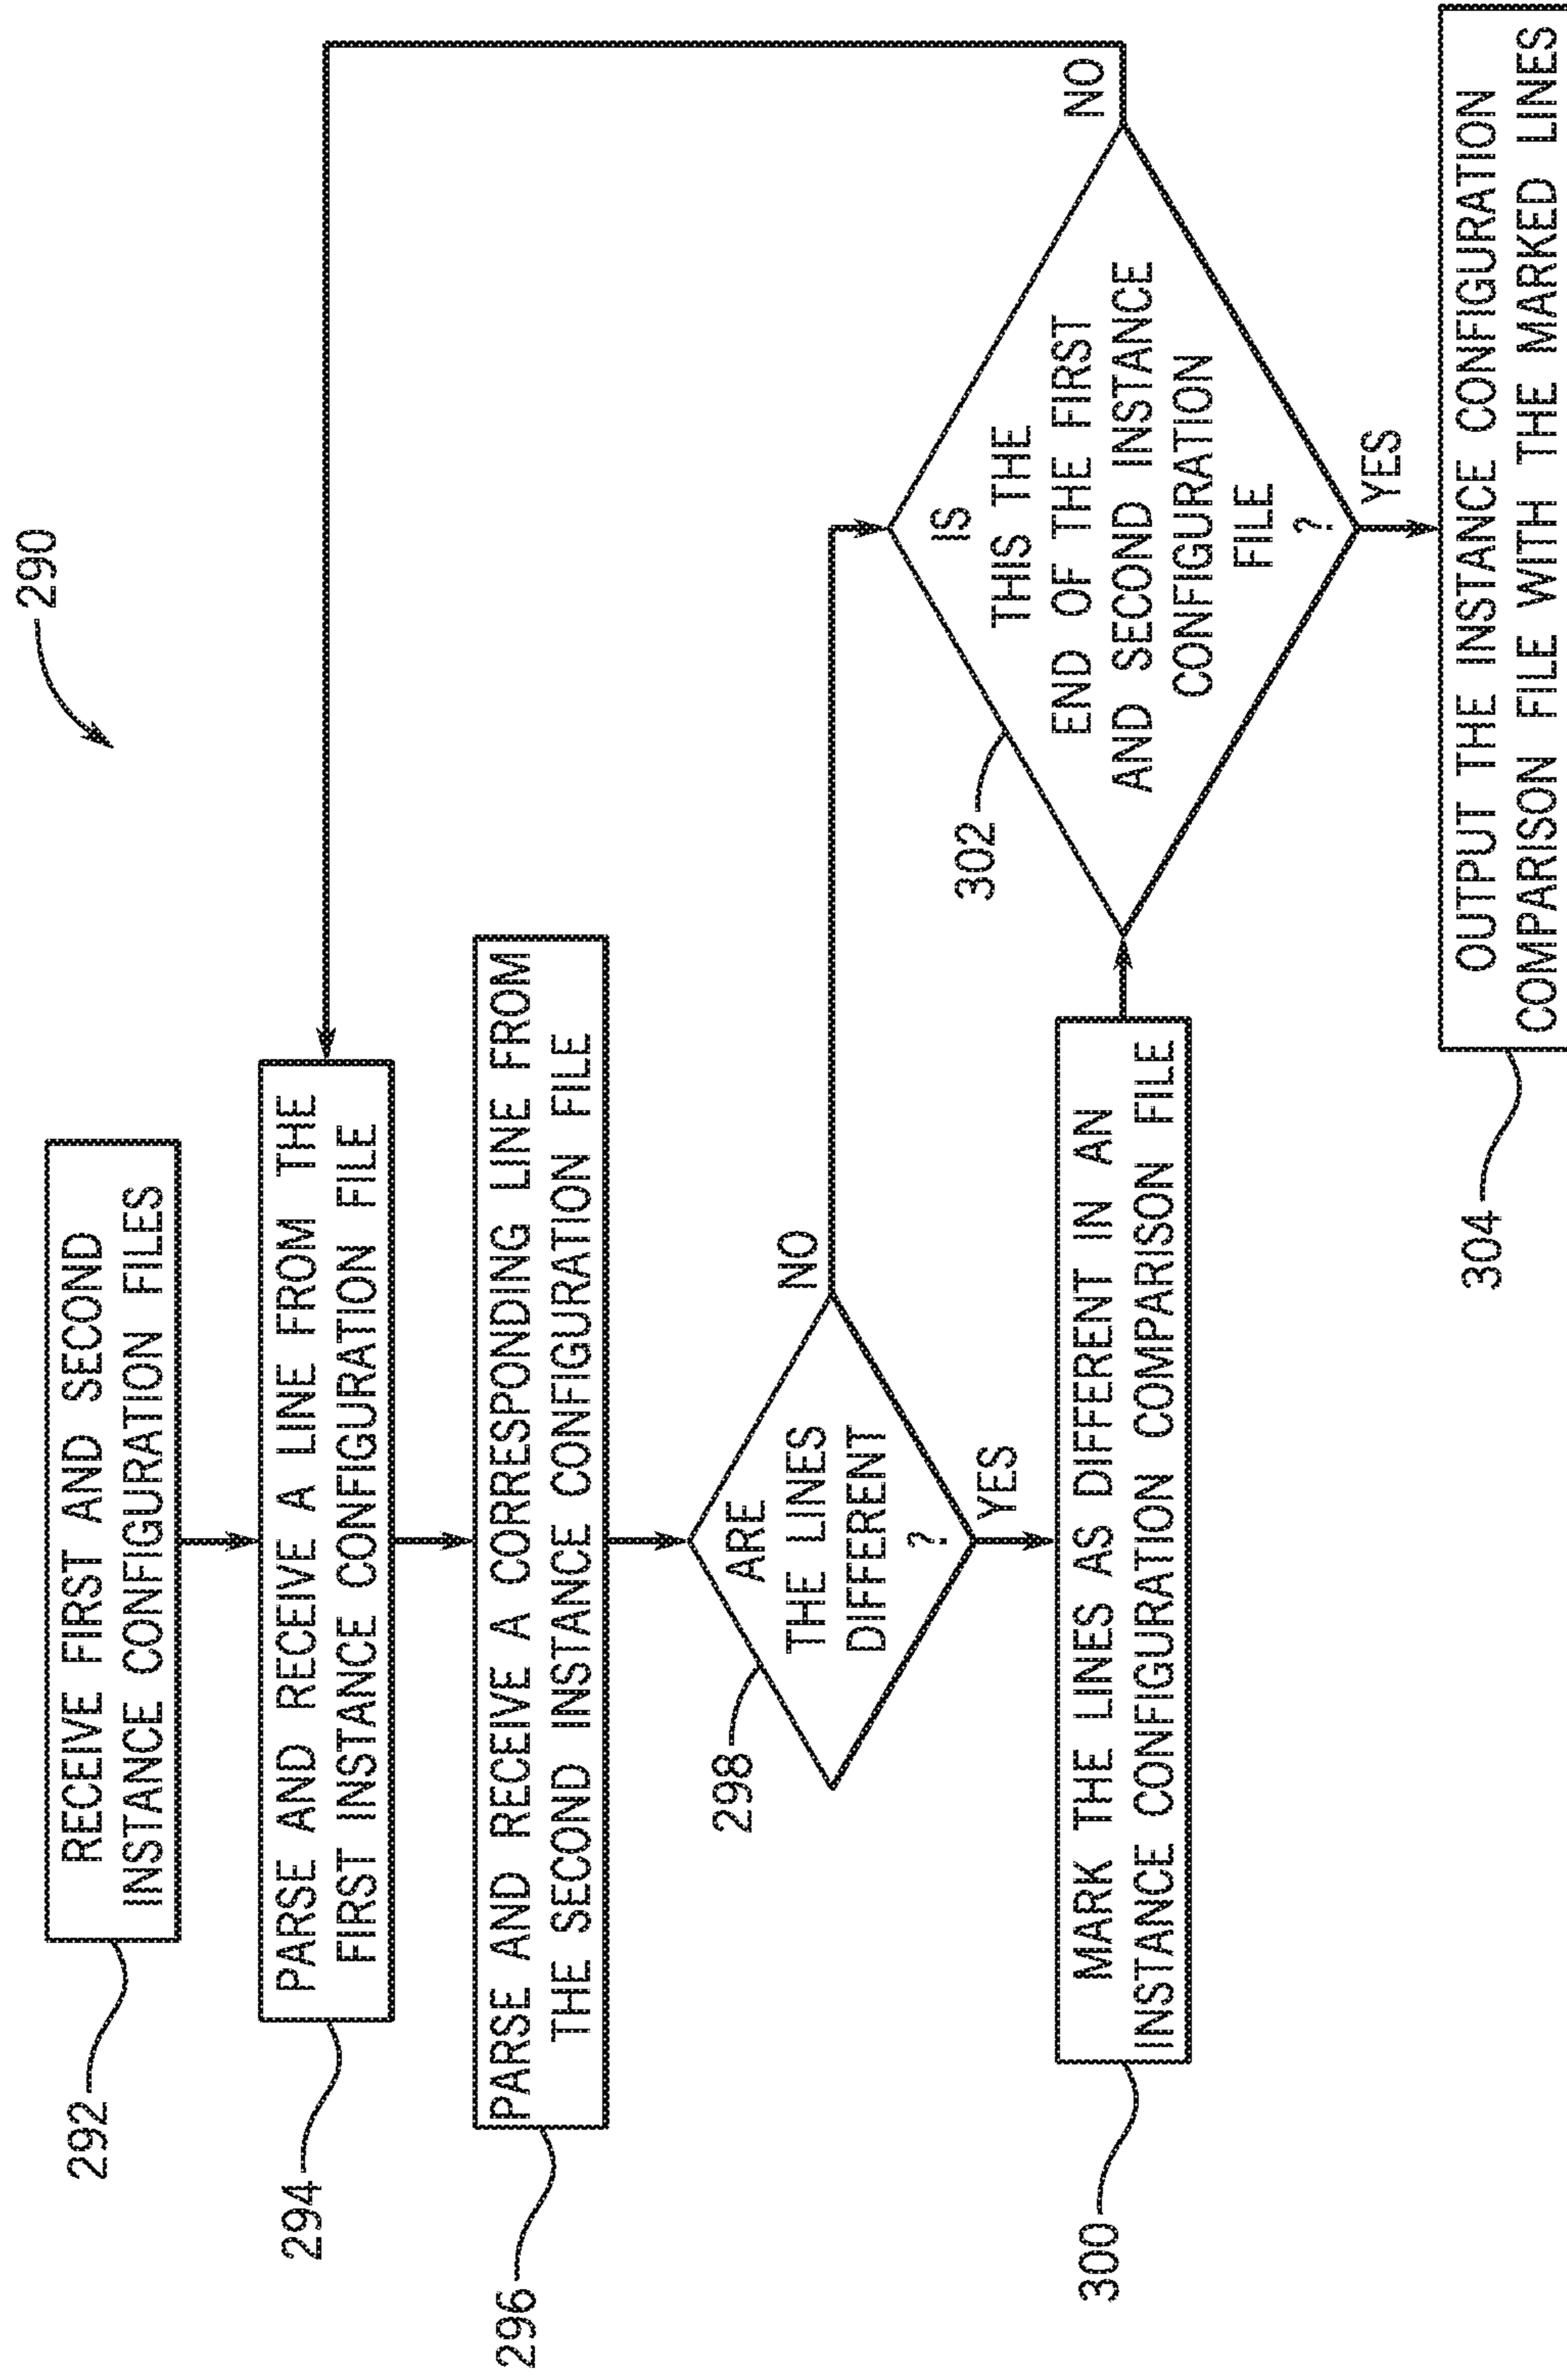 290
292
RECEIVE FIRST AND SECOND
INSTANCE CONFIGURATION FILES
294
PARSE AND RECEIVE A LINE FROM THE
FIRST INSTANCE CONFIGURATION FILE
296
PARSE AND RECEIVE A CORRESPONDING LINE FROM
THE SECOND INSTANCE CONFIGURATION FILE
298
ARE
THE LINES
DIFFERENT
?
NO
YES
300
MARK THE LINES AS DIFFERENT IN AN
INSTANCE CONFIGURATION COMPARISON FILE
302
IS
THIS THE
END OF THE FIRST
AND SECOND INSTANCE
CONFIGURATION
FILE
?
NO
YES
304
OUTPUT THE INSTANCE CONFIGURATION
COMPARISON FILE WITH THE MARKED LINES